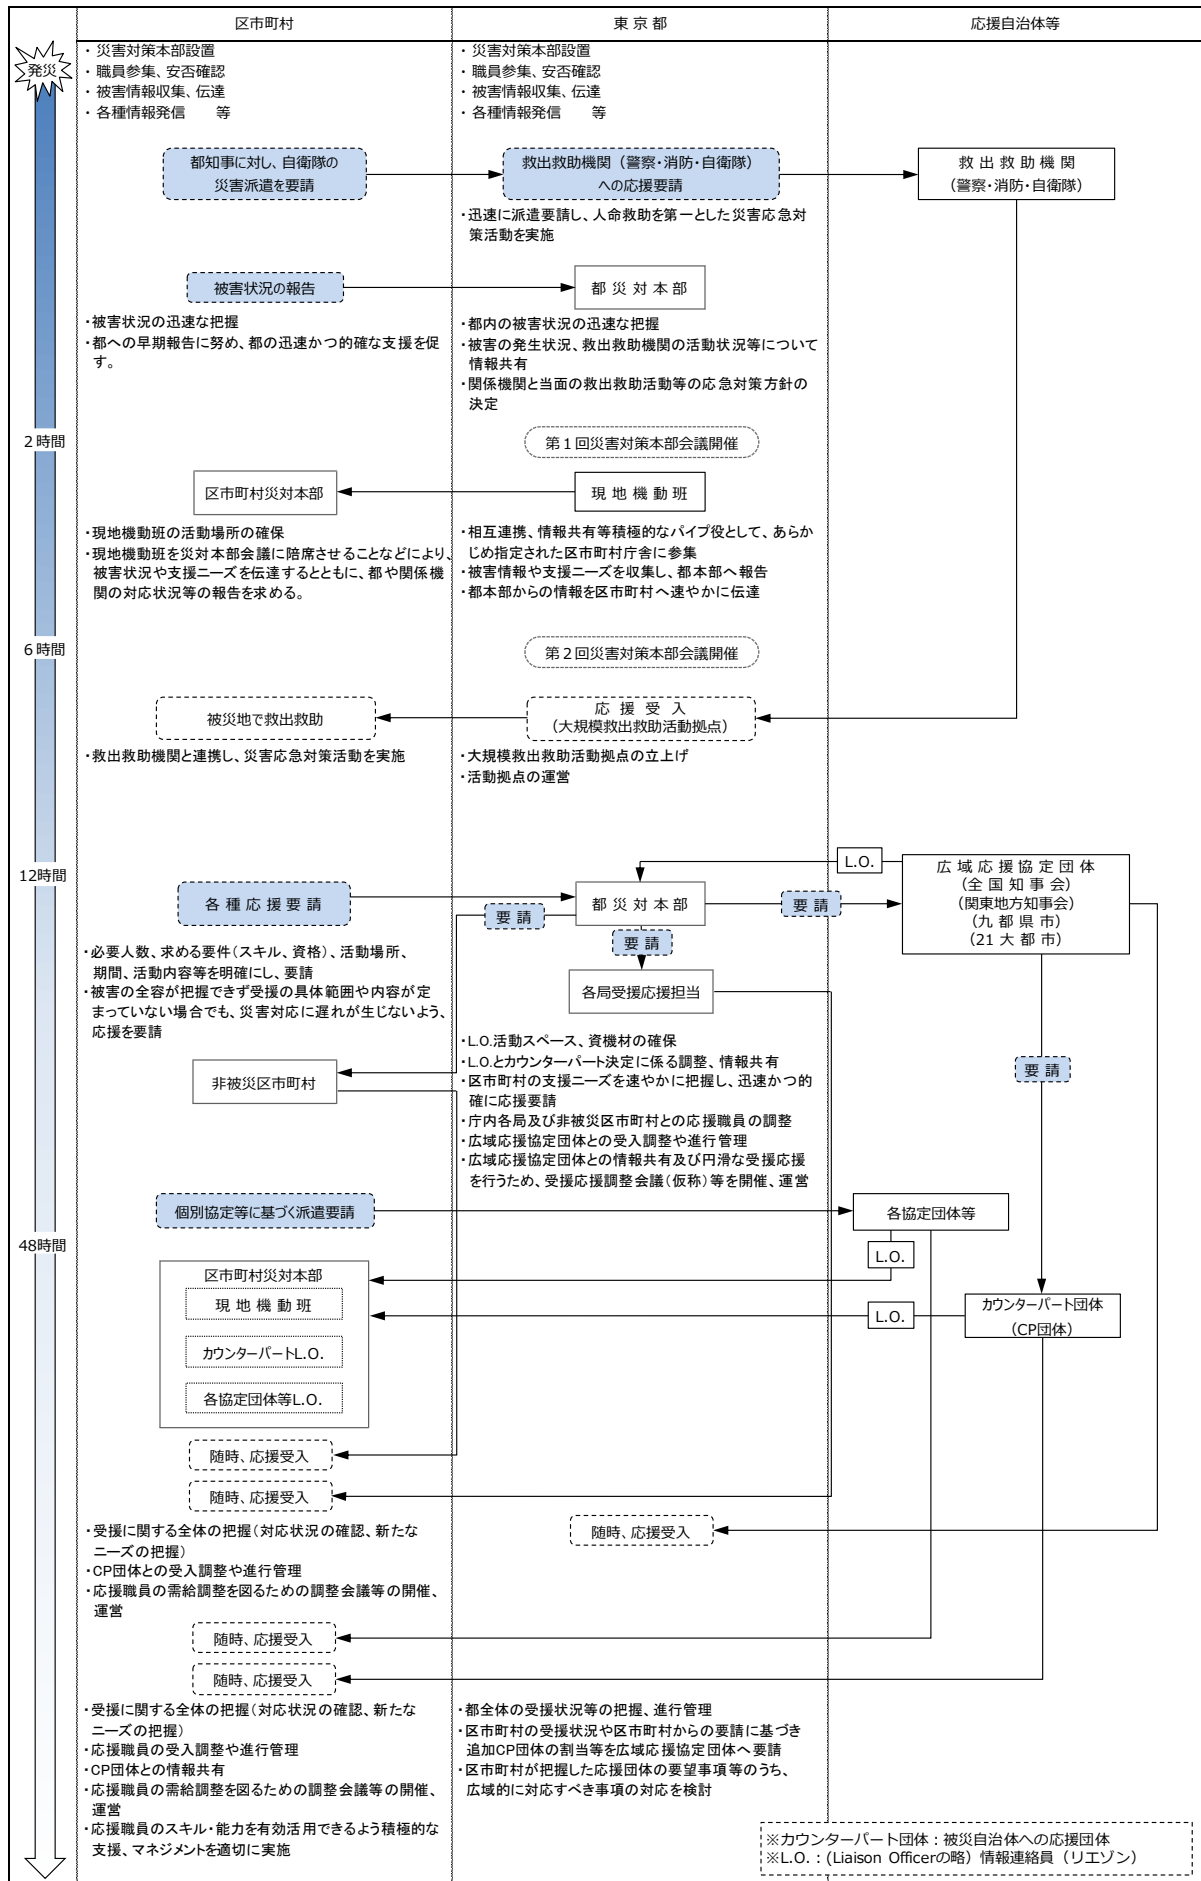 区市町村
東 京 都
応援自治体等
発災
・ 災害対策本部設置
・ 職員参集、安否確認
・ 被害情報収集、伝達
・ 各種情報発信　　等
・ 災害対策本部設置
・ 職員参集、安否確認
・ 被害情報収集、伝達
・ 各種情報発信　　等
都知事に対し、自衛隊の
災害派遣を要請
救出救助機関（警察・消防・自衛隊）
への応援要請
救 出 救 助 機 関
（警察・消防・自衛隊）
・迅速に派遣要請し、人命救助を第一とした災害応急対
策活動を実施
被害状況の報告
都 災 対 本 部
・被害状況の迅速な把握
・都への早期報告に努め、都の迅速かつ的確な支援を促
す。
・都内の被害状況の迅速な把握
・被害の発生状況、救出救助機関の活動状況等について
情報共有
・関係機関と当面の救出救助活動等の応急対策方針の
決定
2時間
第１回災害対策本部会議開催
区市町村災対本部
現 地 機 動 班
・現地機動班の活動場所の確保
・現地機動班を災対本部会議に陪席させることなどにより、
被害状況や支援ニーズを伝達するとともに、都や関係機
関の対応状況等の報告を求める。
・相互連携、情報共有等積極的なパイプ役として、あらか
じめ指定された区市町村庁舎に参集
・被害情報や支援ニーズを収集し、都本部へ報告
・都本部からの情報を区市町村へ速やかに伝達
6時間
第２回災害対策本部会議開催
被災地で救出救助
応 援 受 入
（大規模救出救助活動拠点）
・救出救助機関と連携し、災害応急対策活動を実施
・大規模救出救助活動拠点の立上げ
・活動拠点の運営
12時間
L.O.
広 域 応 援 協 定 団 体
（全 国 知 事 会）
（関東地方知事会）
（九 都 県 市）
（21 大 都 市）
各 種 応 援 要 請
都 災 対 本 部
要 請
要 請
要 請
各局受援応援担当
・必要人数、求める要件（スキル、資格）、活動場所、
期間、活動内容等を明確にし、要請
・被害の全容が把握できず受援の具体範囲や内容が定
まっていない場合でも、災害対応に遅れが生じないよう、
応援を要請
非被災区市町村
・L.O.活動スペース、資機材の確保
・L.O.とカウンターパート決定に係る調整、情報共有
・区市町村の支援ニーズを速やかに把握し、迅速かつ的
確に応援要請
・庁内各局及び非被災区市町村との応援職員の調整
・広域応援協定団体との受入調整や進行管理
・広域応援協定団体との情報共有及び円滑な受援応援
を行うため、受援応援調整会議（仮称）等を開催、運営
要 請
個別協定等に基づく派遣要請
各協定団体等
48時間
L.O.
区市町村災対本部
現 地 機 動 班
カウンターパートL.O.
各協定団体等L.O.
L.O.
カウンターパート団体
（CP団体）
随時、応援受入
随時、応援受入
随時、応援受入
・受援に関する全体の把握（対応状況の確認、新たな
ニーズの把握）
・CP団体との受入調整や進行管理
・応援職員の需給調整を図るための調整会議等の開催、
運営
随時、応援受入
随時、応援受入
・受援に関する全体の把握（対応状況の確認、新たな
ニーズの把握）
・応援職員の受入調整や進行管理
・CP団体との情報共有
・応援職員の需給調整を図るための調整会議等の開催、
運営
・応援職員のスキル・能力を有効活用できるよう積極的な
支援、マネジメントを適切に実施
・都全体の受援状況等の把握、進行管理
・区市町村の受援状況や区市町村からの要請に基づき
追加CP団体の割当等を広域応援協定団体へ要請
・区市町村が把握した応援団体の要望事項等のうち、
広域的に対応すべき事項の対応を検討
※カウンターパート団体：被災自治体への応援団体
※L.O.：(Liaison Officerの略）情報連絡員（リエゾン）